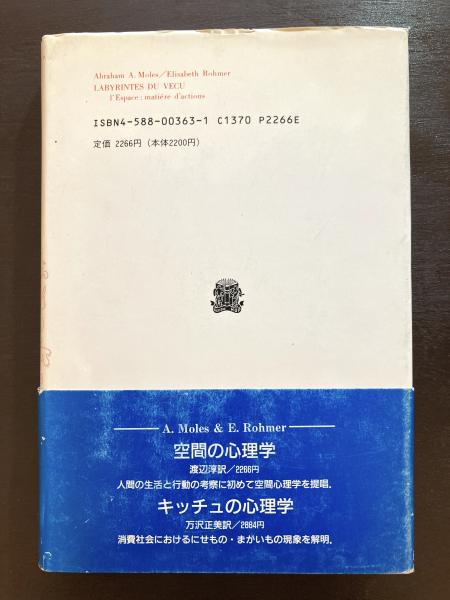 Abraham A. Moles/Elisabeth Rohmer
LABYRINTES DU VECU
l'Espace: matière d'actions
ISBN4-588-00363-1 C1370 P2266E
定価 2266円 (本体2200円)
A. Moles & E. Rohmer
空間の心理学
渡辺淳訳/2266円
人間の生活と行動の考察に初めて空間心理学を提唱.
キッチュの心理学
万沢正美訳/2884円
消費社会におけるにせもの・まがいもの現象を解明.